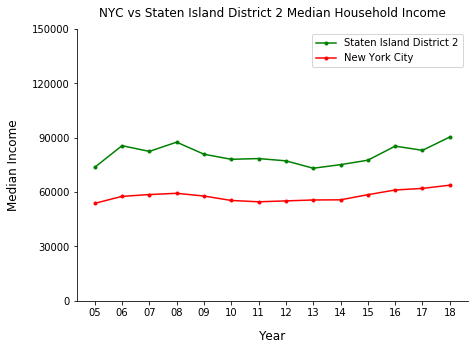 NYC vs Staten Island District 2 Median Household Income
150000
120000
90000
60000
30000
0
Median Income
Staten Island District 2
New York City
05 06 07 08 09 10 11 12 13 14 15 16 17 18
Year